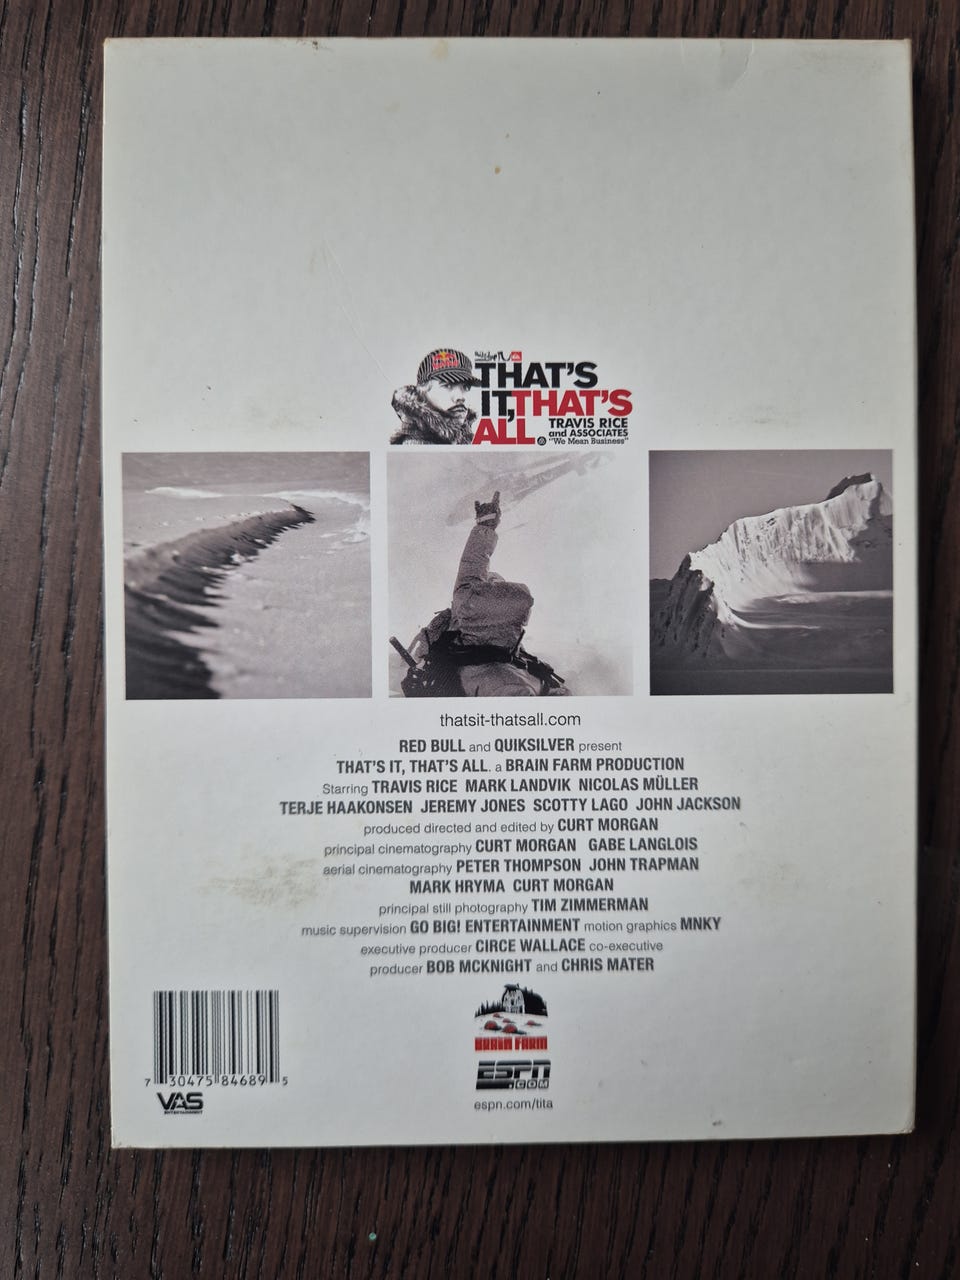 THAT'S
IT, THAT'S
ALL.
TRAVIS RICE
and ASSOCIATES
"We Mean Business"
thatsit-thatsall.com
RED BULL and QUIKSILVER present
THAT'S IT, THAT'S ALL. a BRAIN FARM PRODUCTION
Starring TRAVIS RICE MARK LANDVIK NICOLAS MÜLLER
TERJE HAAKONSEN JEREMY JONES SCOTTY LAGO JOHN JACKSON
produced directed and edited by CURT MORGAN
principal cinematography CURT MORGAN GABE LANGLOIS
aerial cinematography PETER THOMPSON JOHN TRAPMAN
MARK HRYMA CURT MORGAN
principal still photography TIM ZIMMERMAN
music supervision GO BIG! ENTERTAINMENT motion graphics MNKY
executive producer CIRCE WALLACE co-executive
producer BOB MCKNIGHT and CHRIS MATER
BRAIN FARM
ESPN
.COM
espn.com/tita
7 30475 84689 5
VAS
ENTERTAINMENT